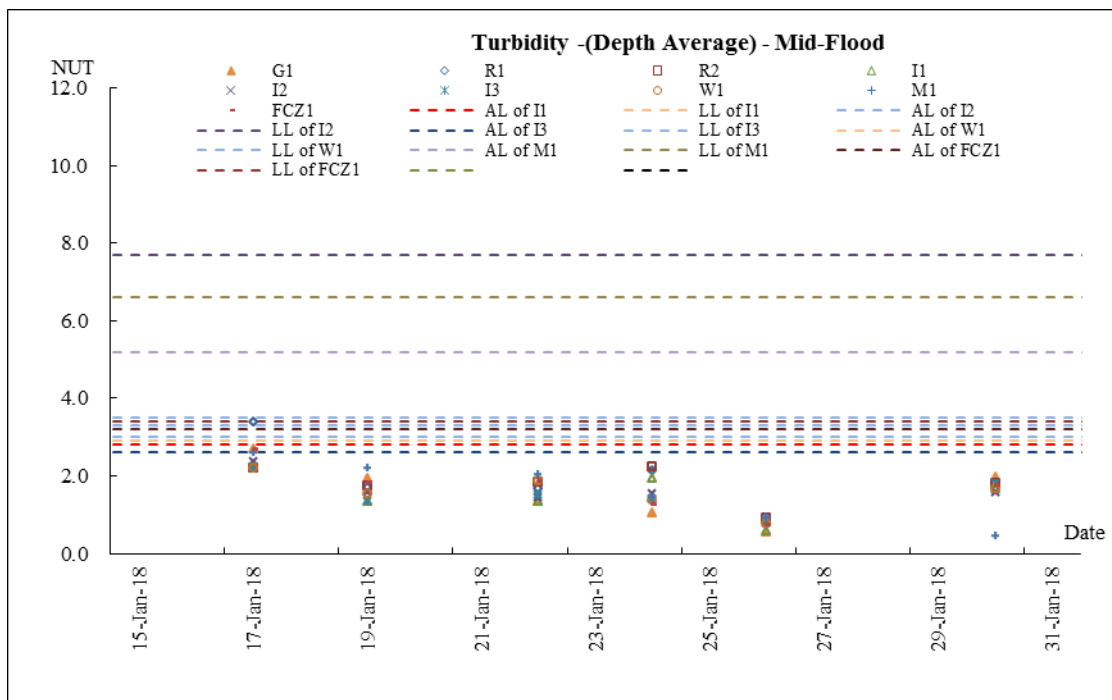 Turbidity -(Depth Average) - Mid-Flood
NUT
G1 R1 R2 I1
I2 I3 W1 M1
FCZ1 AL of I1 LL of I1 AL of I2
LL of I2 AL of I3 LL of I3 AL of W1
LL of W1 AL of M1 LL of M1 AL of FCZ1
LL of FCZ1
12.0
10.0
8.0
6.0
4.0
2.0
0.0
Date
15-Jan-18
17-Jan-18
19-Jan-18
21-Jan-18
23-Jan-18
25-Jan-18
27-Jan-18
29-Jan-18
31-Jan-18